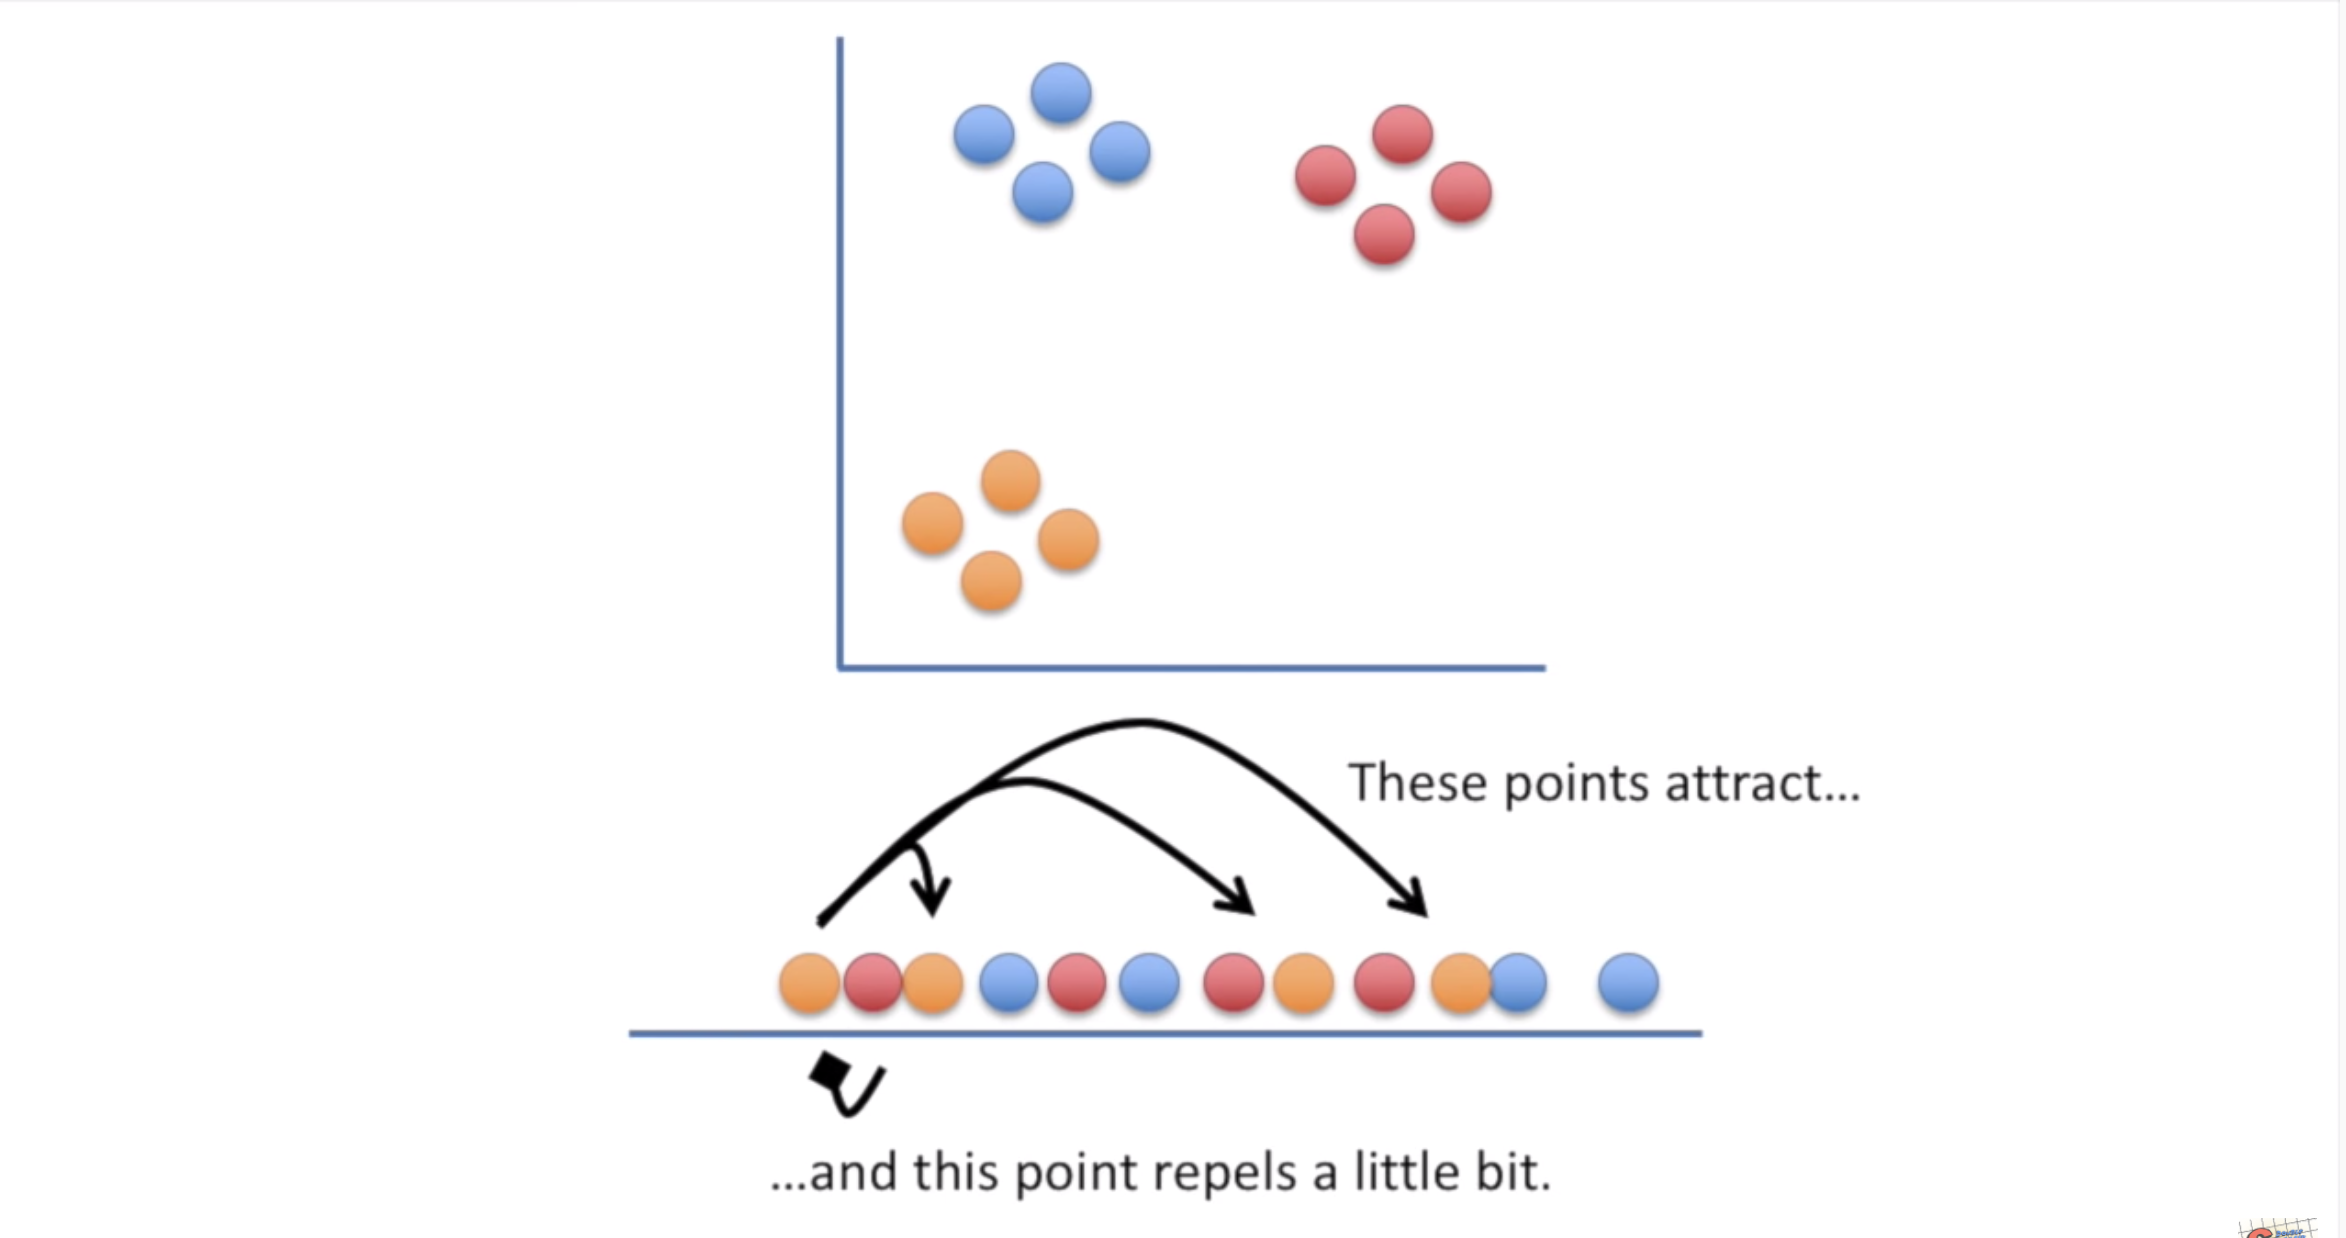 These points attract...
...and this point repels a little bit.